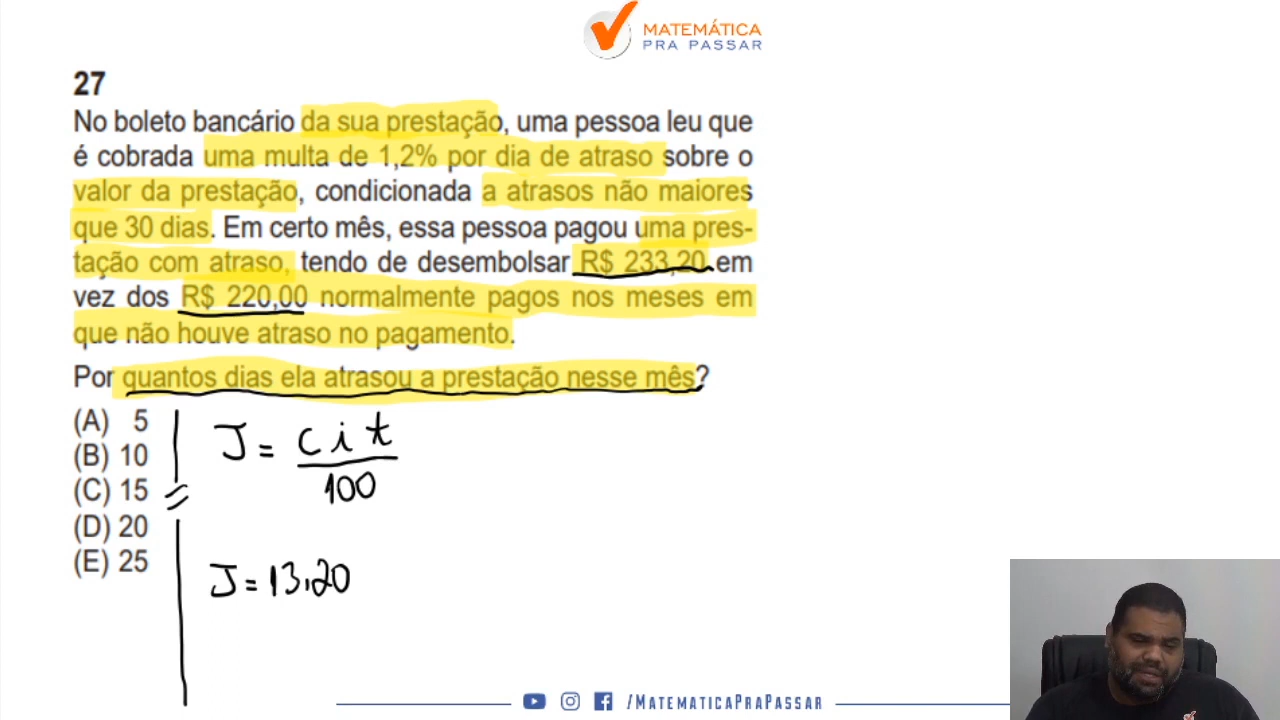 MATEMÁTICA
PRA PASSAR
27
No boleto bancário da sua prestação, uma pessoa leu que
é cobrada uma multa de 1,2% por dia de atraso sobre o
valor da prestação, condicionada a atrasos não maiores
que 30 dias. Em certo mês, essa pessoa pagou uma pres-
tação com atraso, tendo de desembolsar R$ 233,20 em
vez dos R$ 220,00 normalmente pagos nos meses em
que não houve atraso no pagamento.
Por quantos dias ela atrasou a prestação nesse mês?
(A) 5
(B) 10
(C) 15
(D) 20
(E) 25
J = c i t
100
J = 13,20
/MATEMATICAPRAPASSAR